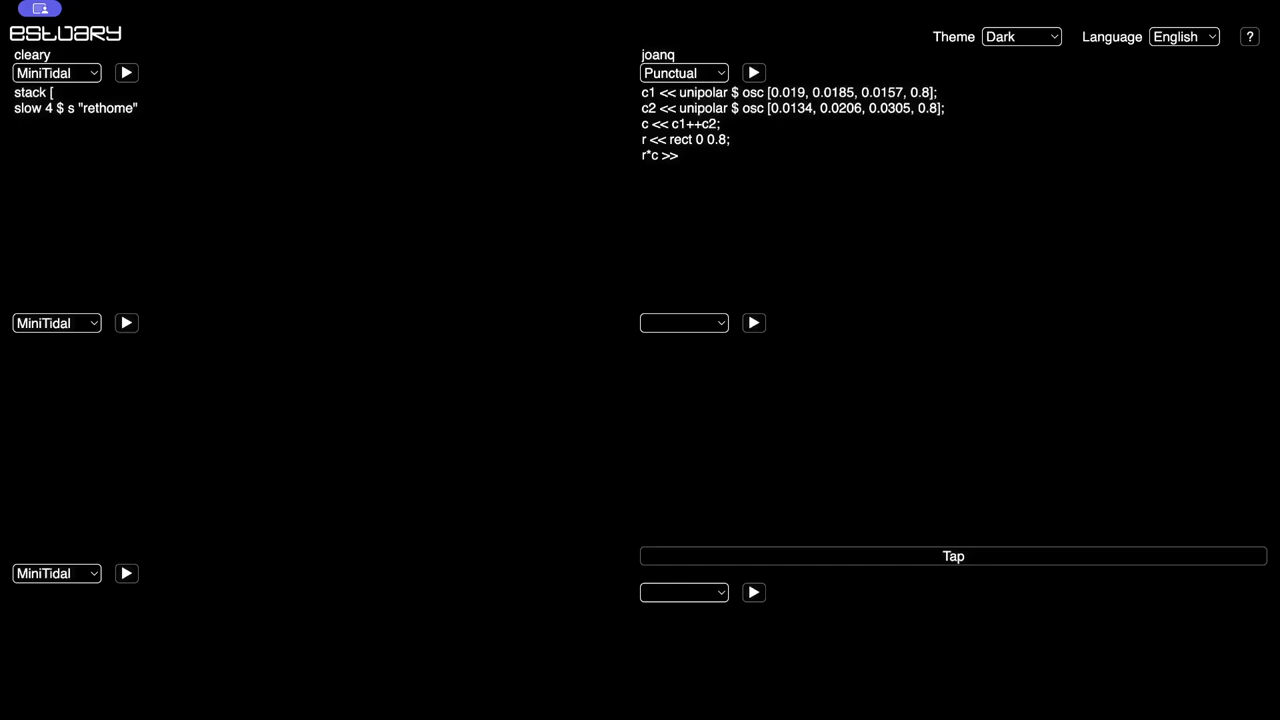 estuary
Theme Dark Language English ?
cleary
MiniTidal
stack [
slow 4 $ s "rethome"
joanq
Punctual
c1 << unipolar $ osc [0.019, 0.0185, 0.0157, 0.8];
c2 << unipolar $ osc [0.0134, 0.0206, 0.0305, 0.8];
c << c1++c2;
r << rect 0 0.8;
r*c >>
MiniTidal
Tap
MiniTidal